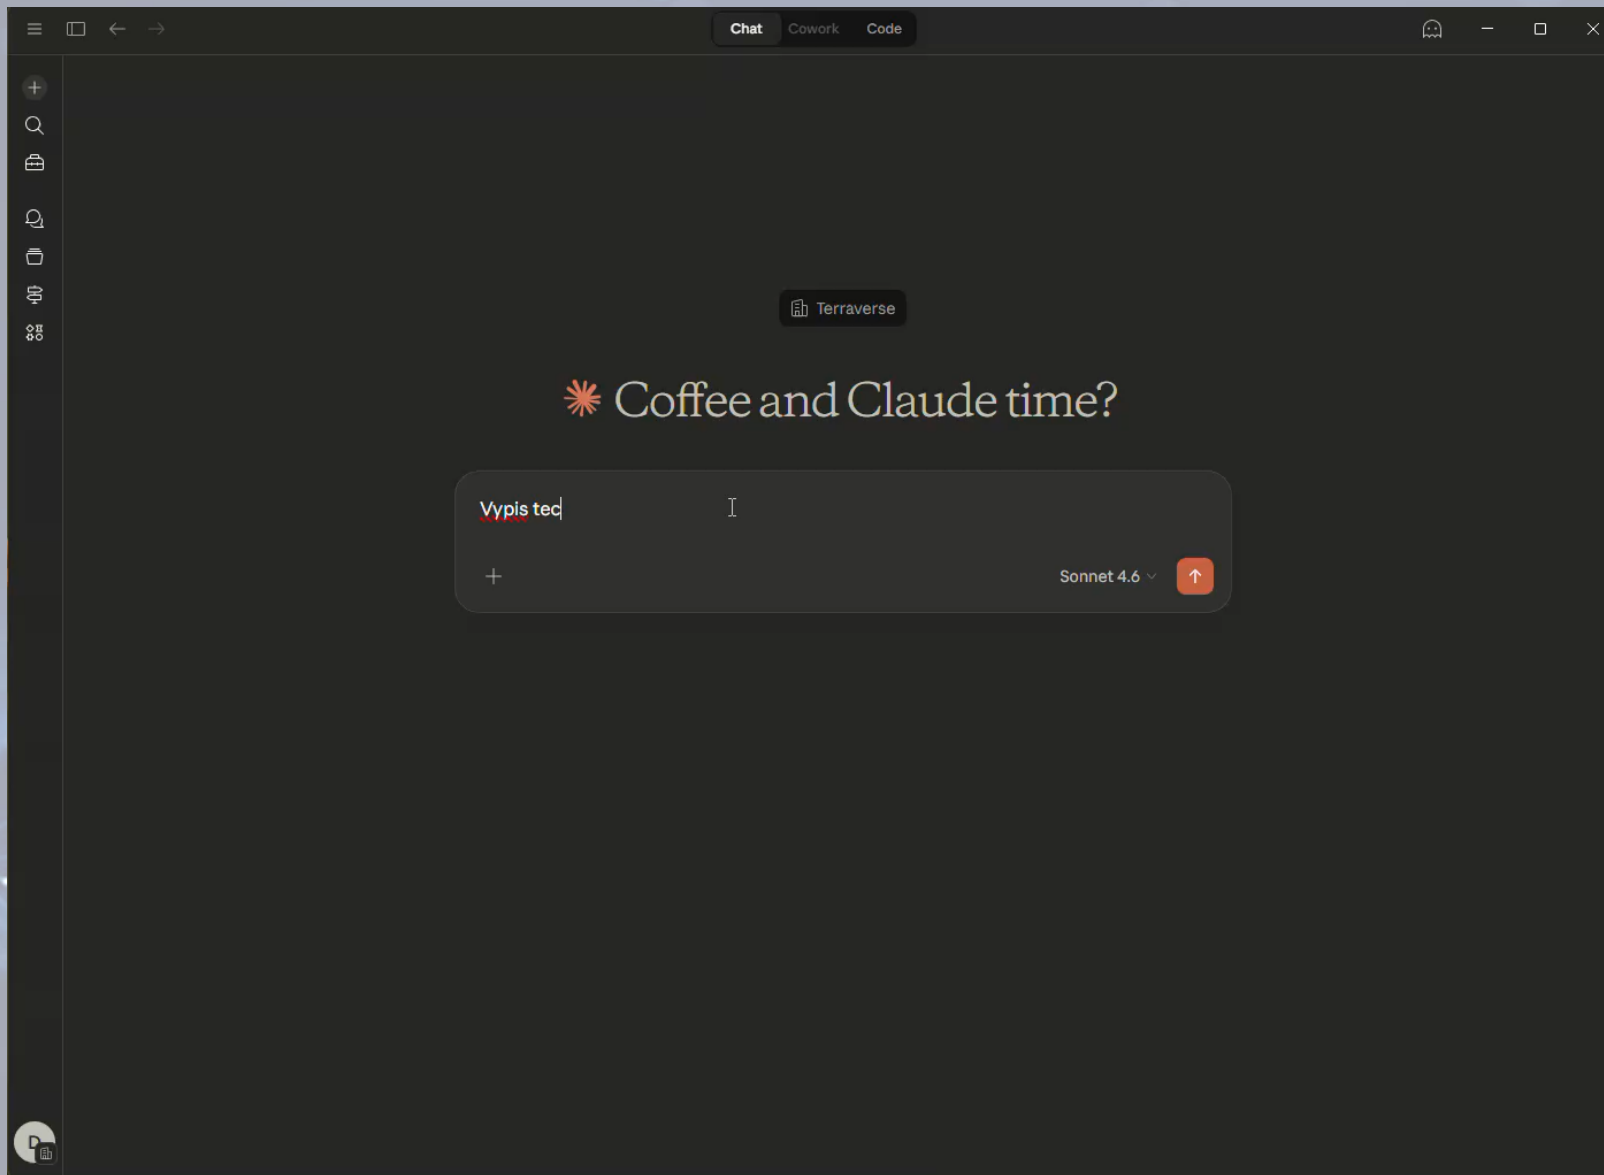 Chat Cowork Code
Terraverse
Coffee and Claude time?
Vypis tec
Sonnet 4.6
D